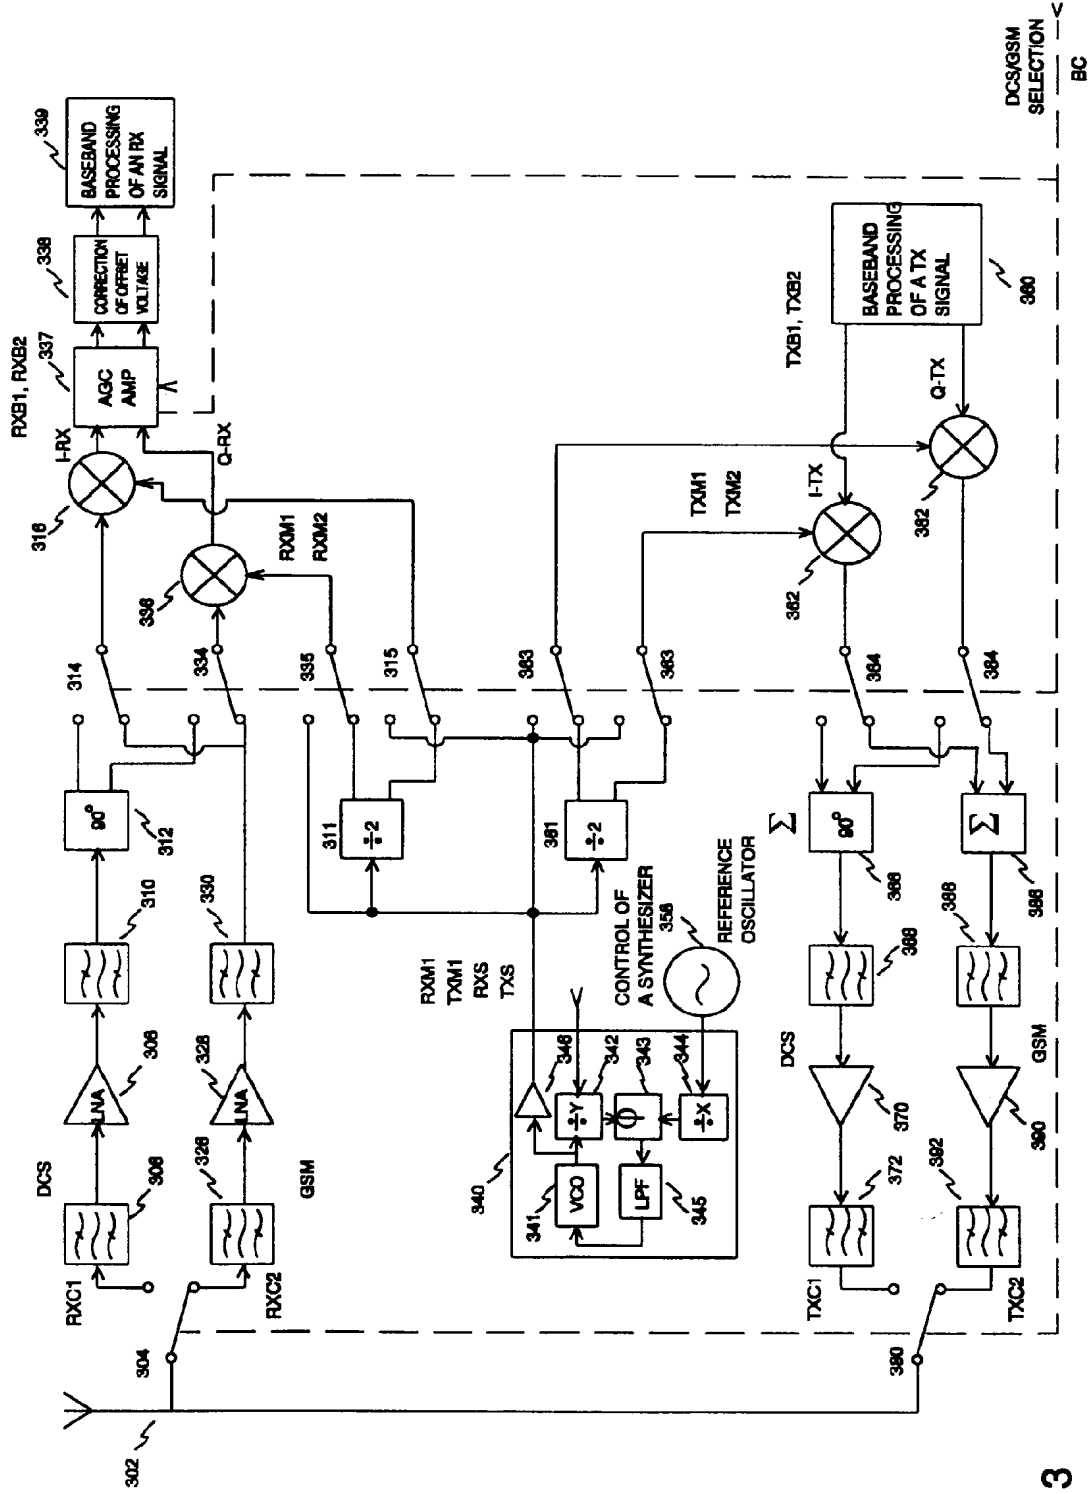 302
304
RXC1
RXC2
DCS
GSM
306
326
LNA
308
LNA
328
310
330
90°
312
314
334
316
336
I-RX
Q-RX
RXB1, RXB2
AGC
AMP
337
CORRECTION
OF OFFSET
VOLTAGE
338
BASEBAND
PROCESSING
OF AN RX
SIGNAL
339
RXM1
RXM2
335
315
311
÷2
361
÷2
363
363
RXM1
TXM1
RXS
TXS
340
341
VCO
÷Y
346
342
343
344
φ
÷X
LPF
345
CONTROL OF
A SYNTHESIZER
358
REFERENCE
OSCILLATOR
TXM1
TXM2
TXB1, TXB2
I-TX
Q-TX
362
362
BASEBAND
PROCESSING
OF A TX
SIGNAL
360
364
384
Σ
90°
366
Σ
386
368
388
DCS
GSM
370
390
372
392
TXC1
TXC2
380
DCS/GSM
SELECTION
BC
3